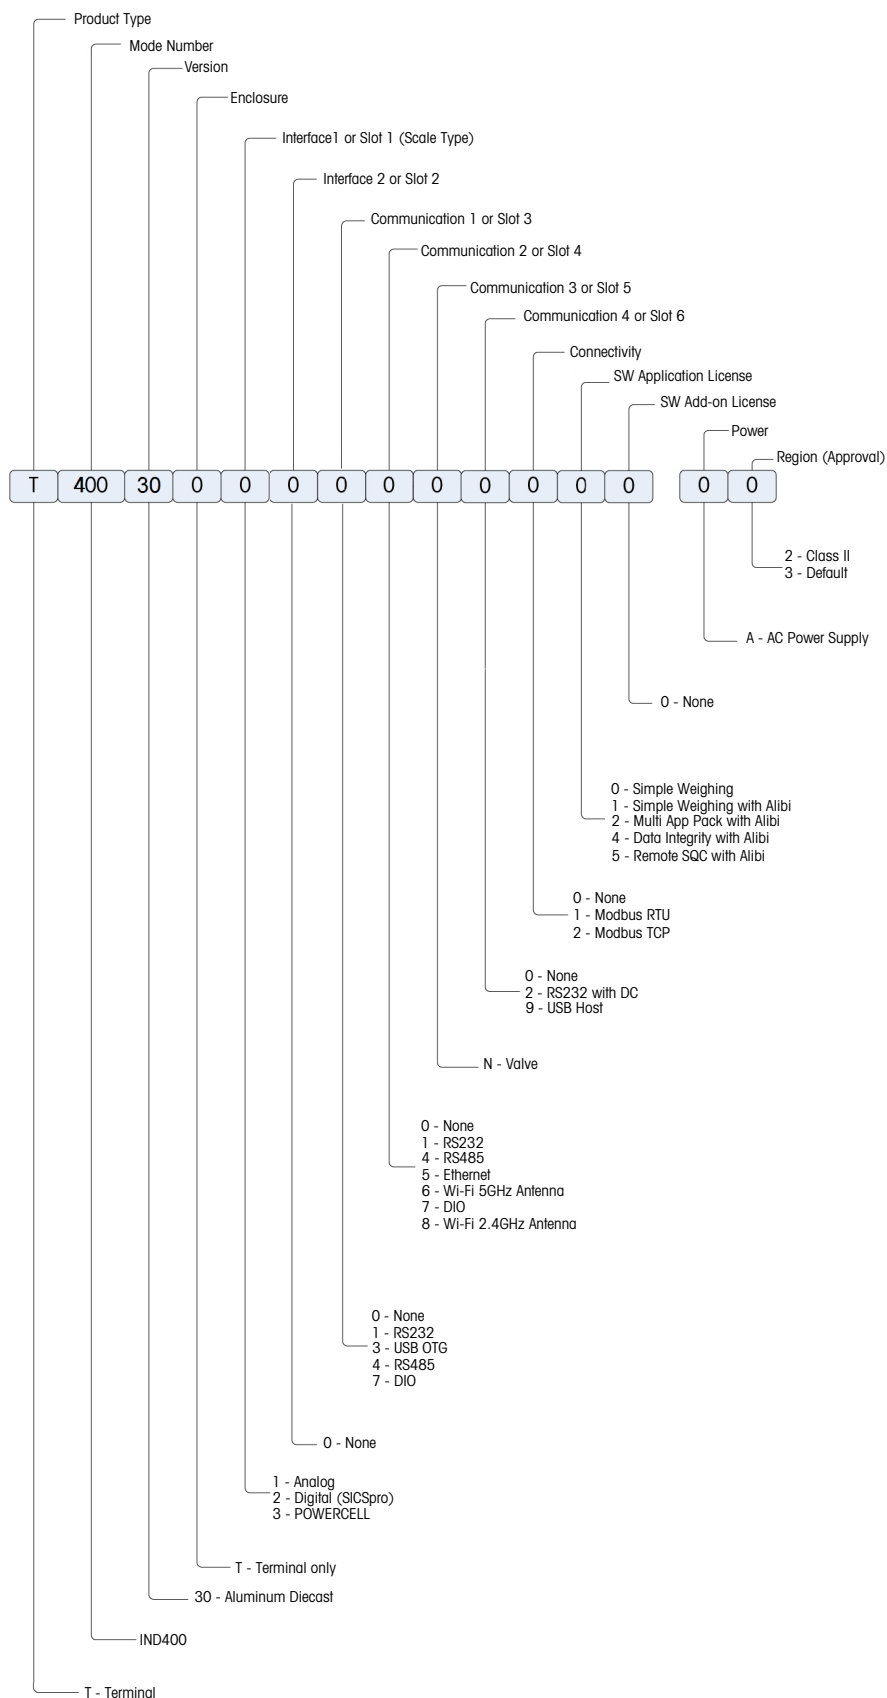 Product Type
Mode Number
Version
Enclosure
Interface1 or Slot 1 (Scale Type)
Interface 2 or Slot 2
Communication 1 or Slot 3
Communication 2 or Slot 4
Communication 3 or Slot 5
Communication 4 or Slot 6
Connectivity
SW Application License
SW Add-on License
Power
Region (Approval)
T 400 30 0 0 0 0 0 0 0 0 0 0 0 0
2 - Class II
3 - Default
A - AC Power Supply
0 - None
0 - Simple Weighing
1 - Simple Weighing with Alibi
2 - Multi App Pack with Alibi
4 - Data Integrity with Alibi
5 - Remote SQC with Alibi
0 - None
1 - Modbus RTU
2 - Modbus TCP
0 - None
2 - RS232 with DC
9 - USB Host
N - Valve
0 - None
1 - RS232
4 - RS485
5 - Ethernet
6 - Wi-Fi 5GHz Antenna
7 - DIO
8 - Wi-Fi 2.4GHz Antenna
0 - None
1 - RS232
3 - USB OTG
4 - RS485
7 - DIO
0 - None
1 - Analog
2 - Digital (SICSpro)
3 - POWERCELL
T - Terminal only
30 - Aluminum Diecast
IND400
T - Terminal